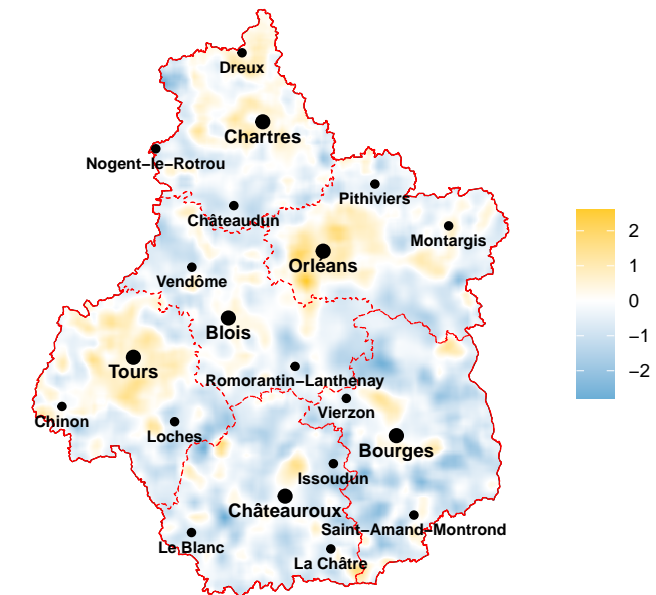 Dreux
Chartres
Nogent−le−Rotrou
Pithiviers
Châteaudun
Montargis
Orléans
Vendôme
Blois
Tours
Romorantin−Lanthenay
Chinon
Vierzon
Loches
Bourges
Issoudun
Châteauroux
Saint−Amand−Montrond
Le Blanc
La Châtre
2
1
0
−1
−2